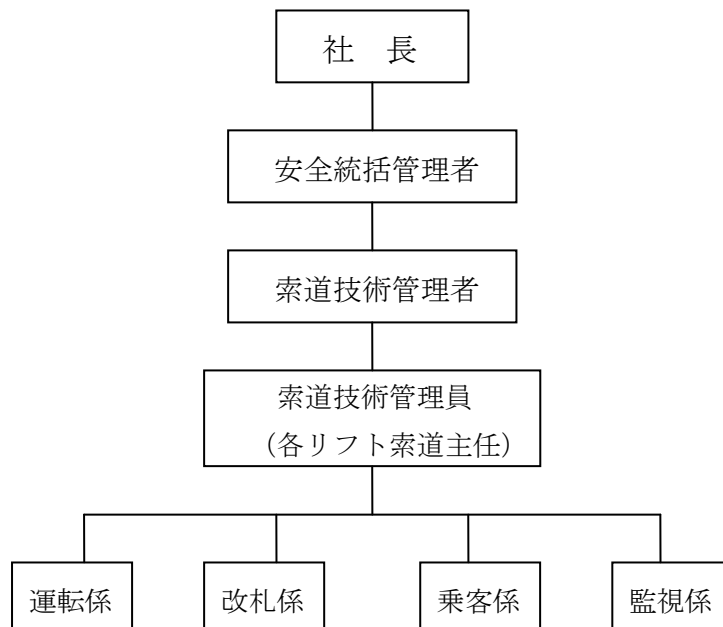 社　長
安全統括管理者
索道技術管理者
索道技術管理員
（各リフト索道主任）
運転係
改札係
乗客係
監視係